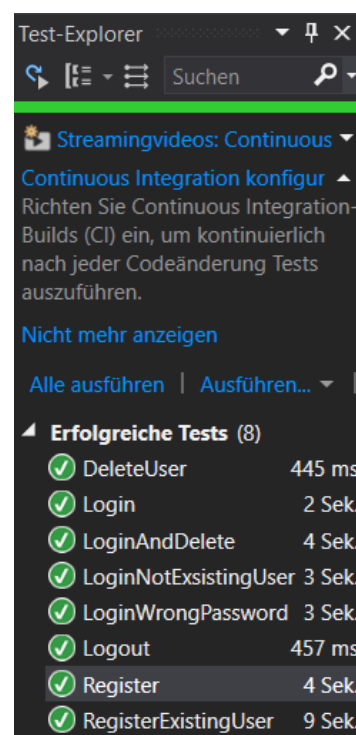 Test-Explorer
Suchen
Streamingvideos: Continuous
Continuous Integration konfigur
Richten Sie Continuous Integration-
Builds (CI) ein, um kontinuierlich
nach jeder Codeänderung Tests
auszuführen.
Nicht mehr anzeigen
Alle ausführen | Ausführen...
Erfolgreiche Tests (8)
DeleteUser 445 ms
Login 2 Sek.
LoginAndDelete 4 Sek.
LoginNotExsistingUser 3 Sek.
LoginWrongPassword 3 Sek.
Logout 457 ms
Register 4 Sek.
RegisterExistingUser 9 Sek.